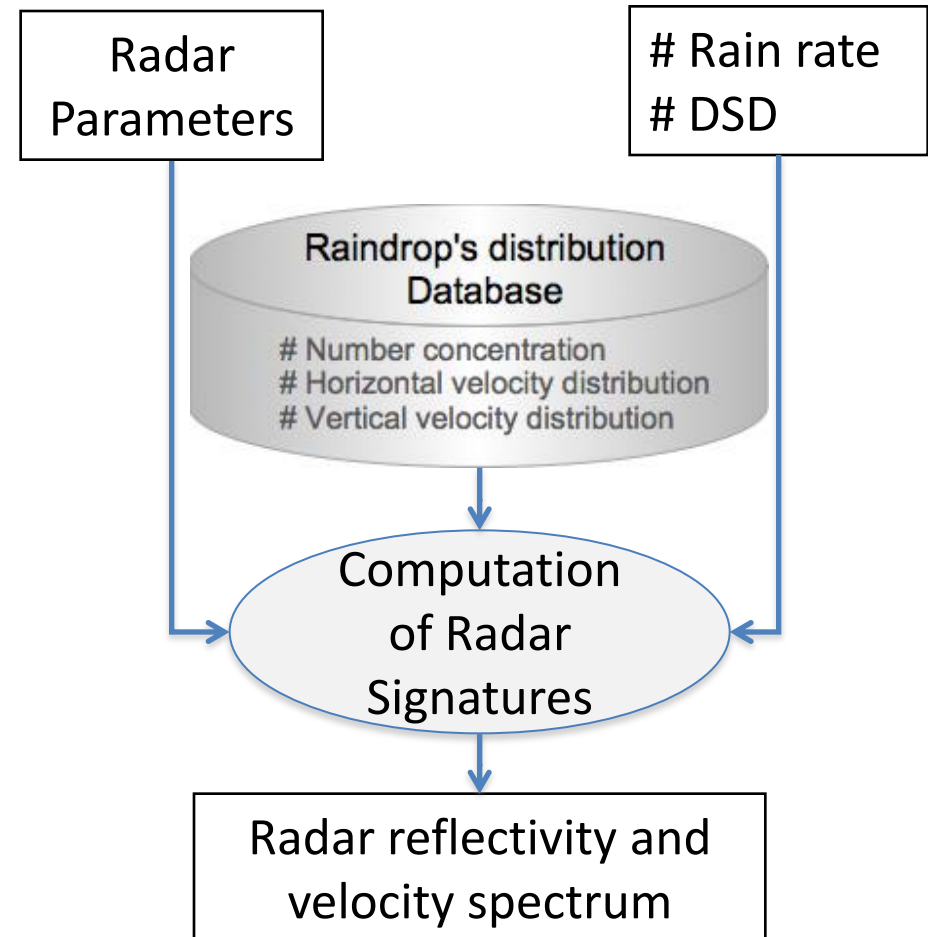 Radar
Parameters
# Rain rate
# DSD
Raindrop's distribution
Database
# Number concentration
# Horizontal velocity distribution
# Vertical velocity distribution
Computation
of Radar
Signatures
Radar reflectivity and
velocity spectrum